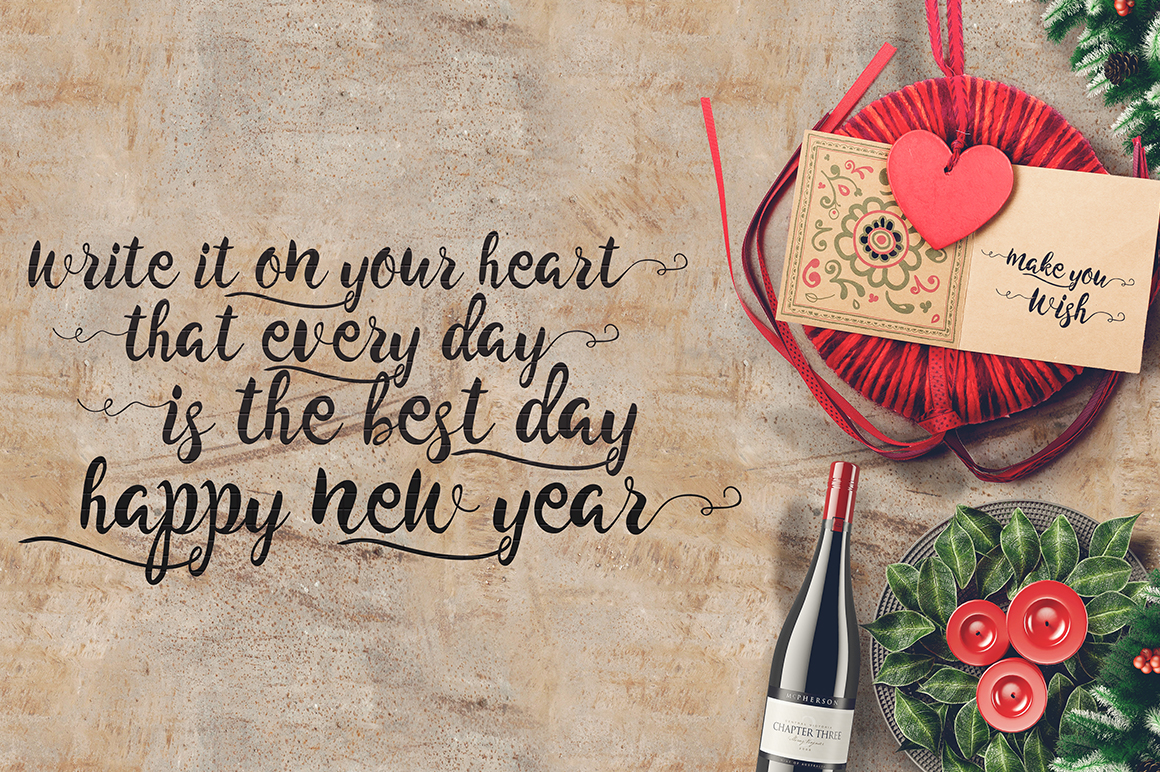 write it on your heart
that every day
is the best day
happy new year
make you
wish
MCPHERSON
CHAPTER THREE